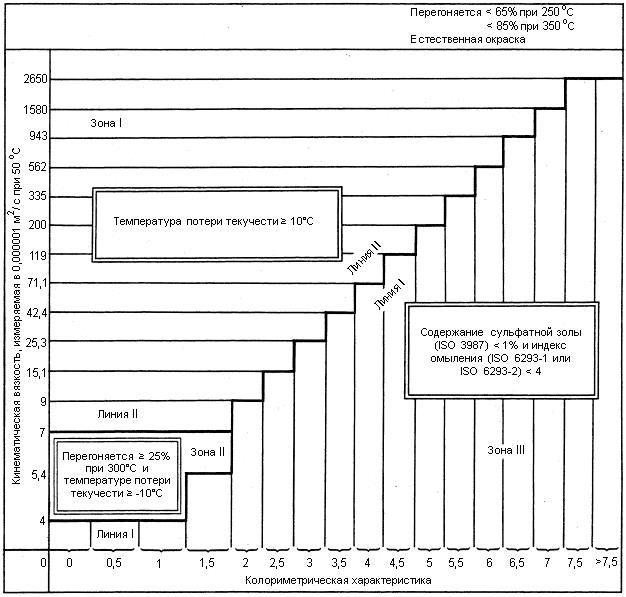 Перегоняется < 65% при 250 °C
< 85% при 350 °C
Естественная окраска
Кинематическая вязкость, измеряемая в 0,000001 м²/с при 50 °C
2650
1580
Зона I
943
562
335
Температура потери текучести ≥ 10°C
200
119
Линия II
Линия I
71,1
42,4
Содержание сульфатной золы
(ISO 3987) < 1% и индекс
омыления (ISO 6293-1 или
ISO 6293-2) < 4
25,3
15,1
9
Линия II
7
Зона II
Зона III
Перегоняется ≥ 25%
при 300°C и
температуре потери
текучести ≥ -10°C
5,4
4
Линия I
0 0 0,5 1 1,5 2 2,5 3 3,5 4 4,5 5 5,5 6 6,5 7 7,5 >7,5
Колориметрическая характеристика